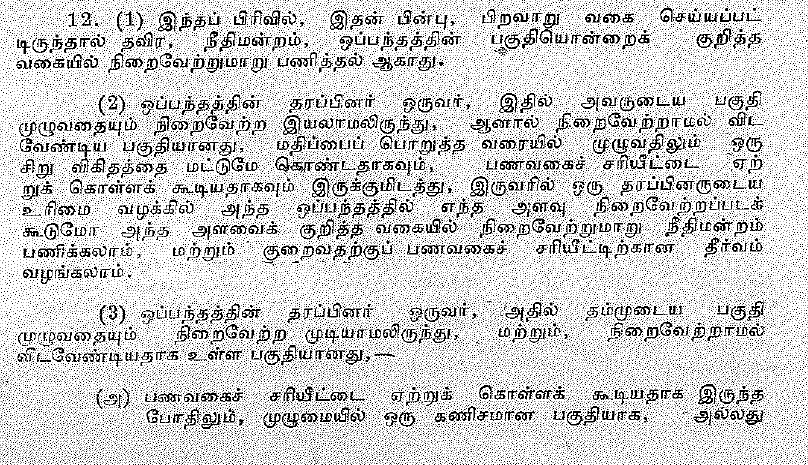 12. (1) இந்தப் பிரிவில், இதன் பின்பு, பிறவாறு வகை செய்யப்பட்
டிருந்தால் தவிர, நீதிமன்றம், ஒப்பந்தத்தின் பகுதியொன்றைக் குறித்த
வகையில் நிறைவேற்றுமாறு பணித்தல் ஆகாது.
(2) ஒப்பந்தத்தின் தரப்பினர் ஒருவர், இதில் அவருடைய பகுதி
முழுவதையும் நிறைவேற்ற இயலாமலிருந்து, ஆனால் நிறைவேற்றாமல் விட
வேண்டிய பகுதியானது, மதிப்பைப் பொறுத்த வரையில் முழுவதிலும் ஒரு
சிறு விகிதத்தை மட்டுமே கொண்டதாகவும், பணவகைச் சரியீட்டை ஏற்
றுக் கொள்ளக் கூடியதாகவும் இருக்குமிடத்து, இருவரில் ஒரு தரப்பினருடைய
உரிமை வழக்கில் அந்த ஒப்பந்தத்தில் எந்த அளவு நிறைவேற்றப்படக்
கூடுமோ அந்த அளவைக் குறித்த வகையில் நிறைவேற்றுமாறு நீதிமன்றம்
பணிக்கலாம், மற்றும் குறைவதற்குப் பணவகைச் சரியீட்டிற்கான தீர்வம்
வழங்கலாம்.
(3) ஒப்பந்தத்தின் தரப்பினர் ஒருவர், அதில் தம்முடைய பகுதி
முழுவதையும் நிறைவேற்ற முடியாமலிருந்து, மற்றும், நிறைவேற்றாமல்
விடவேண்டியதாக உள்ள பகுதியானது,—
(அ) பணவகைச் சரியீட்டை ஏற்றுக் கொள்ளக் கூடியதாக இருந்த
போதிலும், முழுமையில் ஒரு கணிசமான பகுதியாக, அல்லது